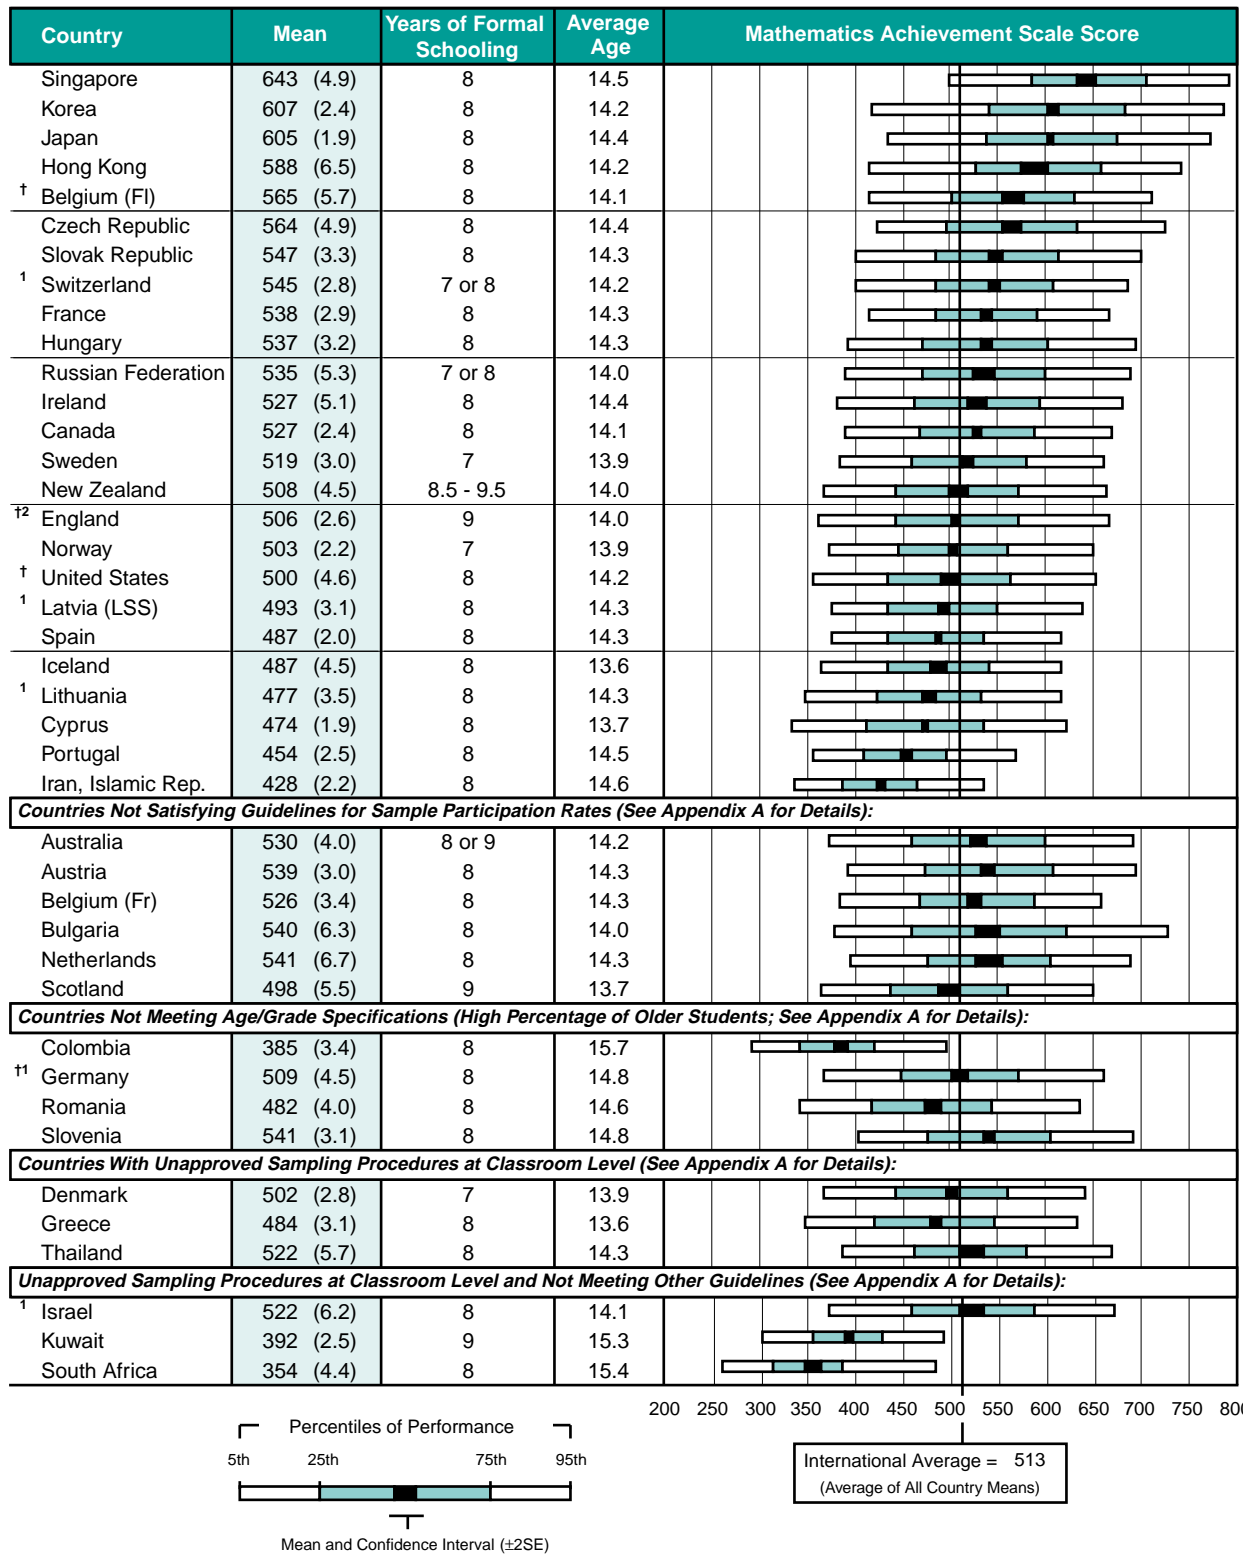 Country Mean Years of Formal Schooling Average Age Mathematics Achievement Scale Score
Singapore 643 (4.9) 8 14.5
Korea 607 (2.4) 8 14.2
Japan 605 (1.9) 8 14.4
Hong Kong 588 (6.5) 8 14.2
† Belgium (Fl) 565 (5.7) 8 14.1
Czech Republic 564 (4.9) 8 14.4
Slovak Republic 547 (3.3) 8 14.3
1 Switzerland 545 (2.8) 7 or 8 14.2
France 538 (2.9) 8 14.3
Hungary 537 (3.2) 8 14.3
Russian Federation 535 (5.3) 7 or 8 14.0
Ireland 527 (5.1) 8 14.4
Canada 527 (2.4) 8 14.1
Sweden 519 (3.0) 7 13.9
New Zealand 508 (4.5) 8.5 - 9.5 14.0
†2 England 506 (2.6) 9 14.0
Norway 503 (2.2) 7 13.9
† United States 500 (4.6) 8 14.2
1 Latvia (LSS) 493 (3.1) 8 14.3
Spain 487 (2.0) 8 14.3
Iceland 487 (4.5) 8 13.6
1 Lithuania 477 (3.5) 8 14.3
Cyprus 474 (1.9) 8 13.7
Portugal 454 (2.5) 8 14.5
Iran, Islamic Rep. 428 (2.2) 8 14.6
Countries Not Satisfying Guidelines for Sample Participation Rates (See Appendix A for Details):
Australia 530 (4.0) 8 or 9 14.2
Austria 539 (3.0) 8 14.3
Belgium (Fr) 526 (3.4) 8 14.3
Bulgaria 540 (6.3) 8 14.0
Netherlands 541 (6.7) 8 14.3
Scotland 498 (5.5) 9 13.7
Countries Not Meeting Age/Grade Specifications (High Percentage of Older Students; See Appendix A for Details):
Colombia 385 (3.4) 8 15.7
†1 Germany 509 (4.5) 8 14.8
Romania 482 (4.0) 8 14.6
Slovenia 541 (3.1) 8 14.8
Countries With Unapproved Sampling Procedures at Classroom Level (See Appendix A for Details):
Denmark 502 (2.8) 7 13.9
Greece 484 (3.1) 8 13.6
Thailand 522 (5.7) 8 14.3
Unapproved Sampling Procedures at Classroom Level and Not Meeting Other Guidelines (See Appendix A for Details):
1 Israel 522 (6.2) 8 14.1
Kuwait 392 (2.5) 9 15.3
South Africa 354 (4.4) 8 15.4
200 250 300 350 400 450 500 550 600 650 700 750 800
Percentiles of Performance
5th 25th 75th 95th
Mean and Confidence Interval (±2SE)
International Average = 513
(Average of All Country Means)